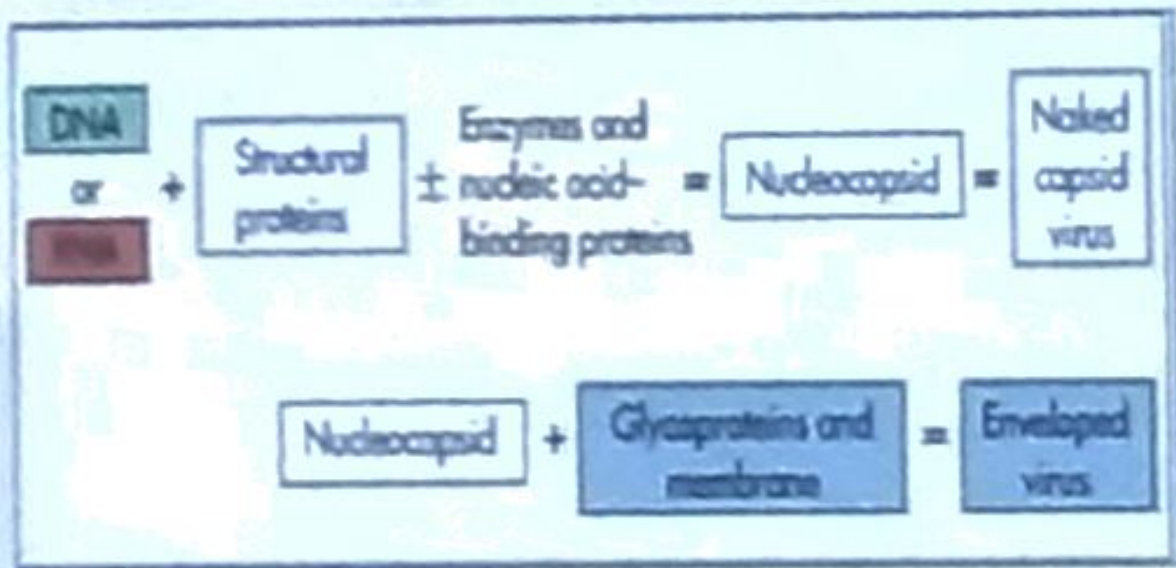 DNA
or
RNA
+
Structural
proteins
±
Enzymes and
nucleic acid-
binding proteins
=
Nucleocapsid
=
Naked
capsid
virus
Nucleocapsid
+
Glycoproteins and
membrane
=
Enveloped
virus